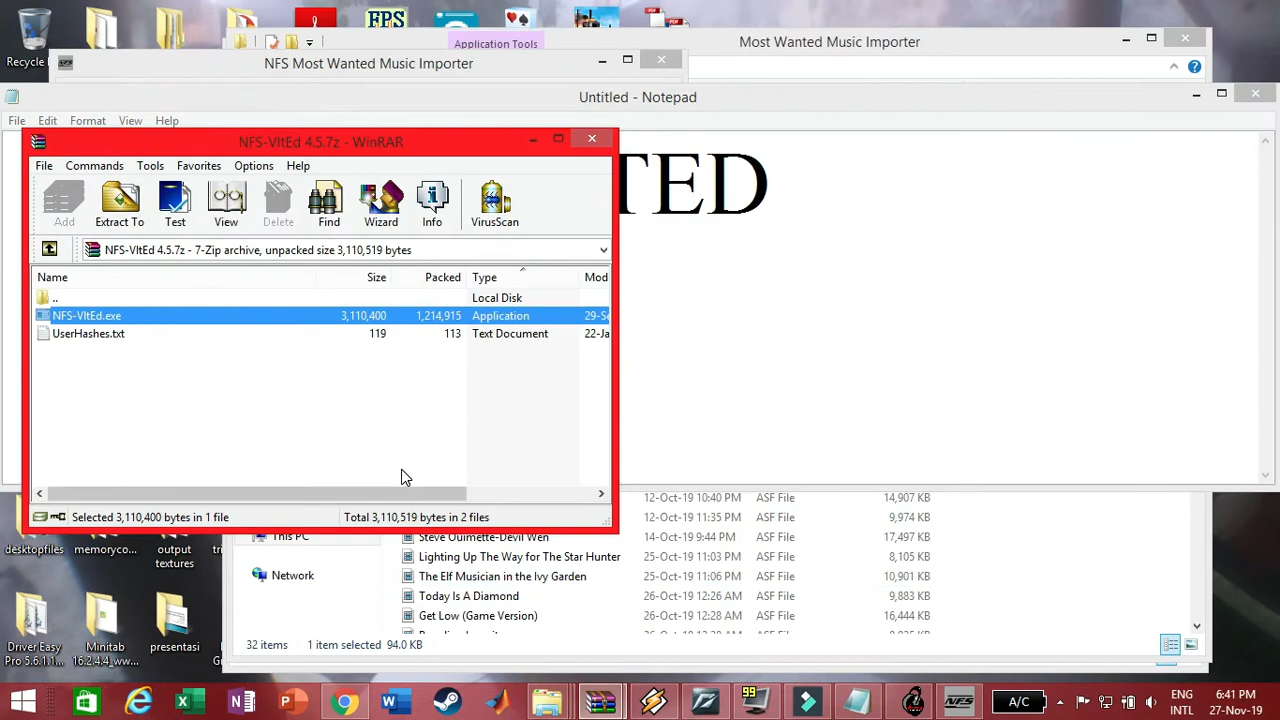 FPS
Recycle
Application Tools
Most Wanted Music Importer
NFS Most Wanted Music Importer
Untitled - Notepad
File Edit Format View Help
TED
NFS-VltEd 4.5.7z - WinRAR
File Commands Tools Favorites Options Help
Add Extract To Test View Delete Find Wizard Info VirusScan
NFS-VltEd 4.5.7z - 7-Zip archive, unpacked size 3,110,519 bytes
Name Size Packed Type Mod
.. Local Disk
NFS-VltEd.exe 3,110,400 1,214,915 Application 29-Se
UserHashes.txt 119 113 Text Document 22-Ja
Selected 3,110,400 bytes in 1 file Total 3,110,519 bytes in 2 files
12-Oct-19 10:40 PM ASF File 14,907 KB
12-Oct-19 11:35 PM ASF File 9,974 KB
This PC
Steve Ouimette-Devil Wen 14-Oct-19 9:44 PM ASF File 17,497 KB
Lighting Up The Way for The Star Hunter 25-Oct-19 11:03 PM ASF File 8,105 KB
Network
The Elf Musician in the Ivy Garden 25-Oct-19 11:06 PM ASF File 10,901 KB
Today Is A Diamond 26-Oct-19 12:26 AM ASF File 9,883 KB
Get Low (Game Version) 26-Oct-19 12:28 AM ASF File 16,444 KB
32 items 1 item selected 94.0 KB
desktopfiles
memoryco...
output
textures
tri
Driver Easy
Pro 5.6.1.1...
Minitab
16.2.4.4_ww...
presentasi
G
99
NFS
A/C
ENG
INTL
6:41 PM
27-Nov-19